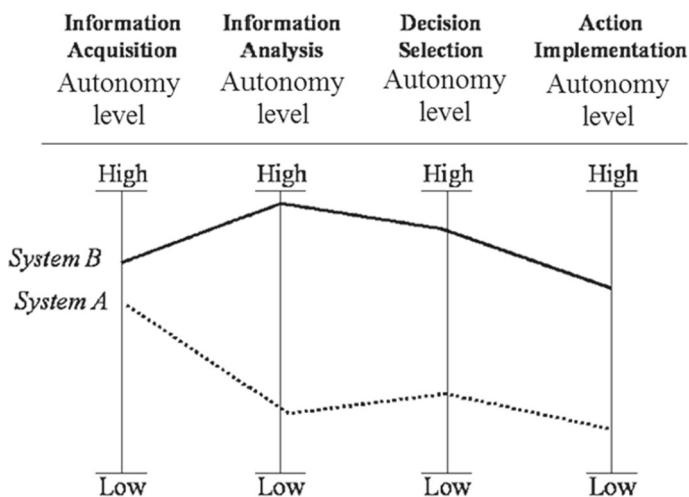 Information Acquisition
Autonomy level
Information Analysis
Autonomy level
Decision Selection
Autonomy level
Action Implementation
Autonomy level
High
High
High
High
System B
System A
Low
Low
Low
Low